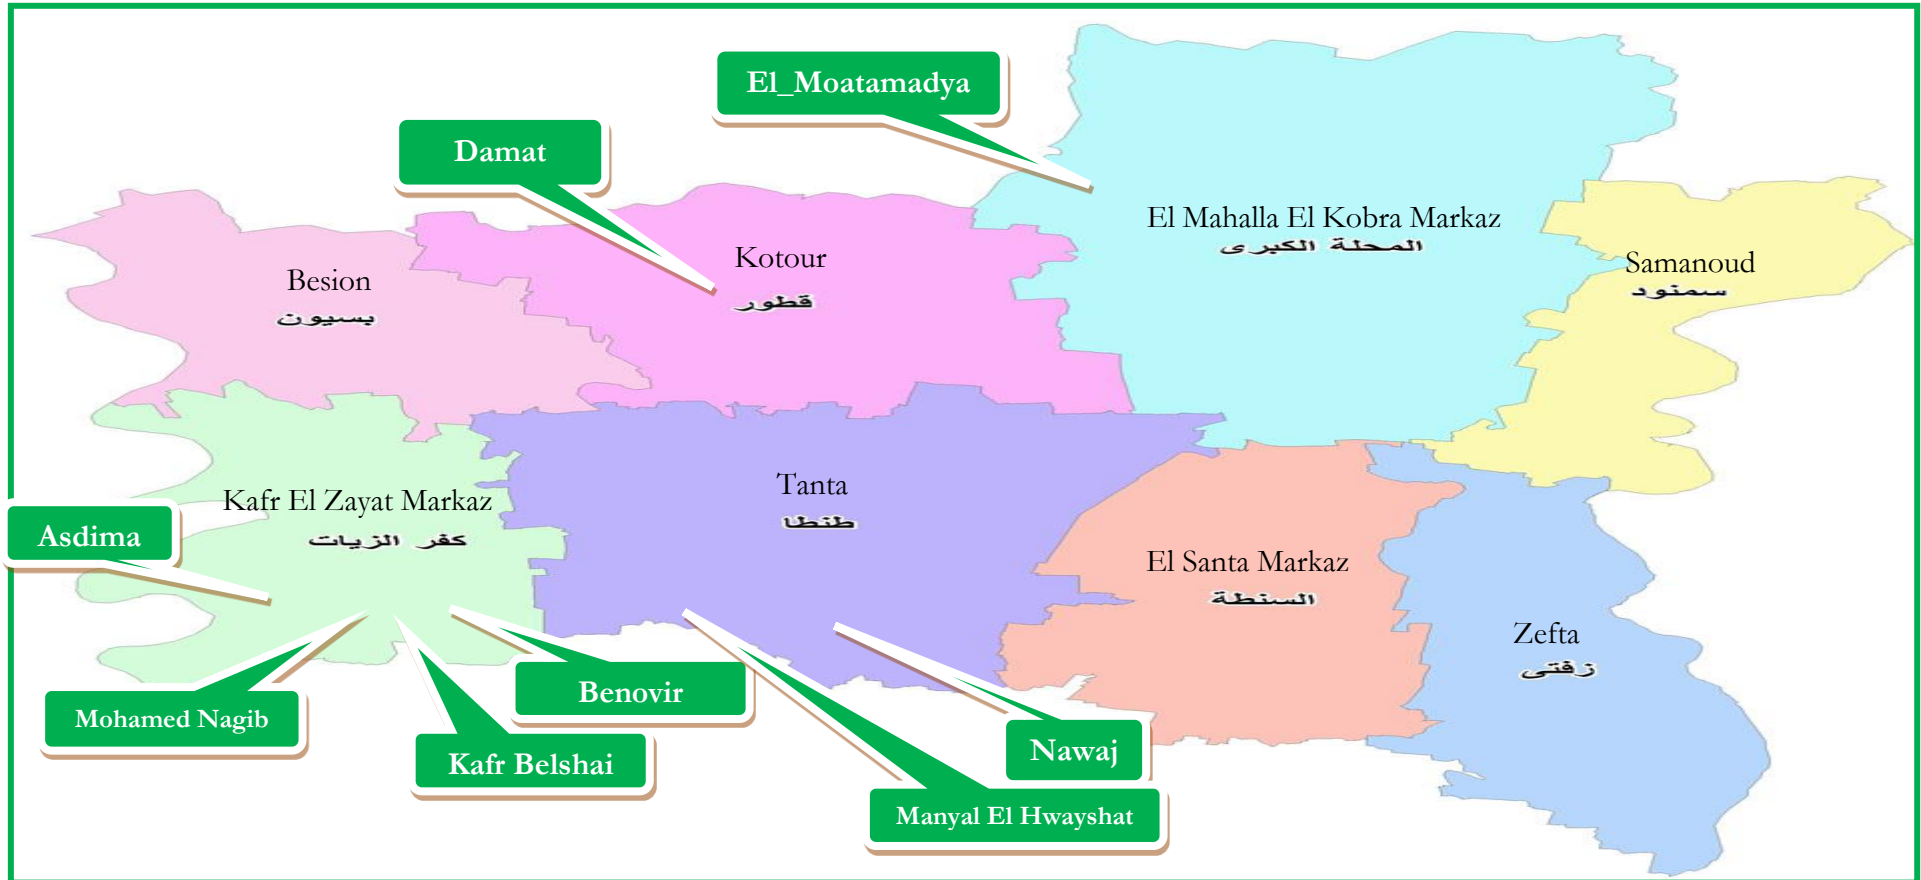 El_Moatamadya
Damat
El Mahalla El Kobra Markaz
المحلة الكبرى
Kotour
قطور
Samanoud
سمنود
Besion
بسيون
Tanta
طنطا
Kafr El Zayat Markaz
كفر الزيات
Asdima
El Santa Markaz
السنطة
Zefta
زفتى
Benovir
Mohamed Nagib
Kafr Belshai
Nawaj
Manyal El Hwayshat